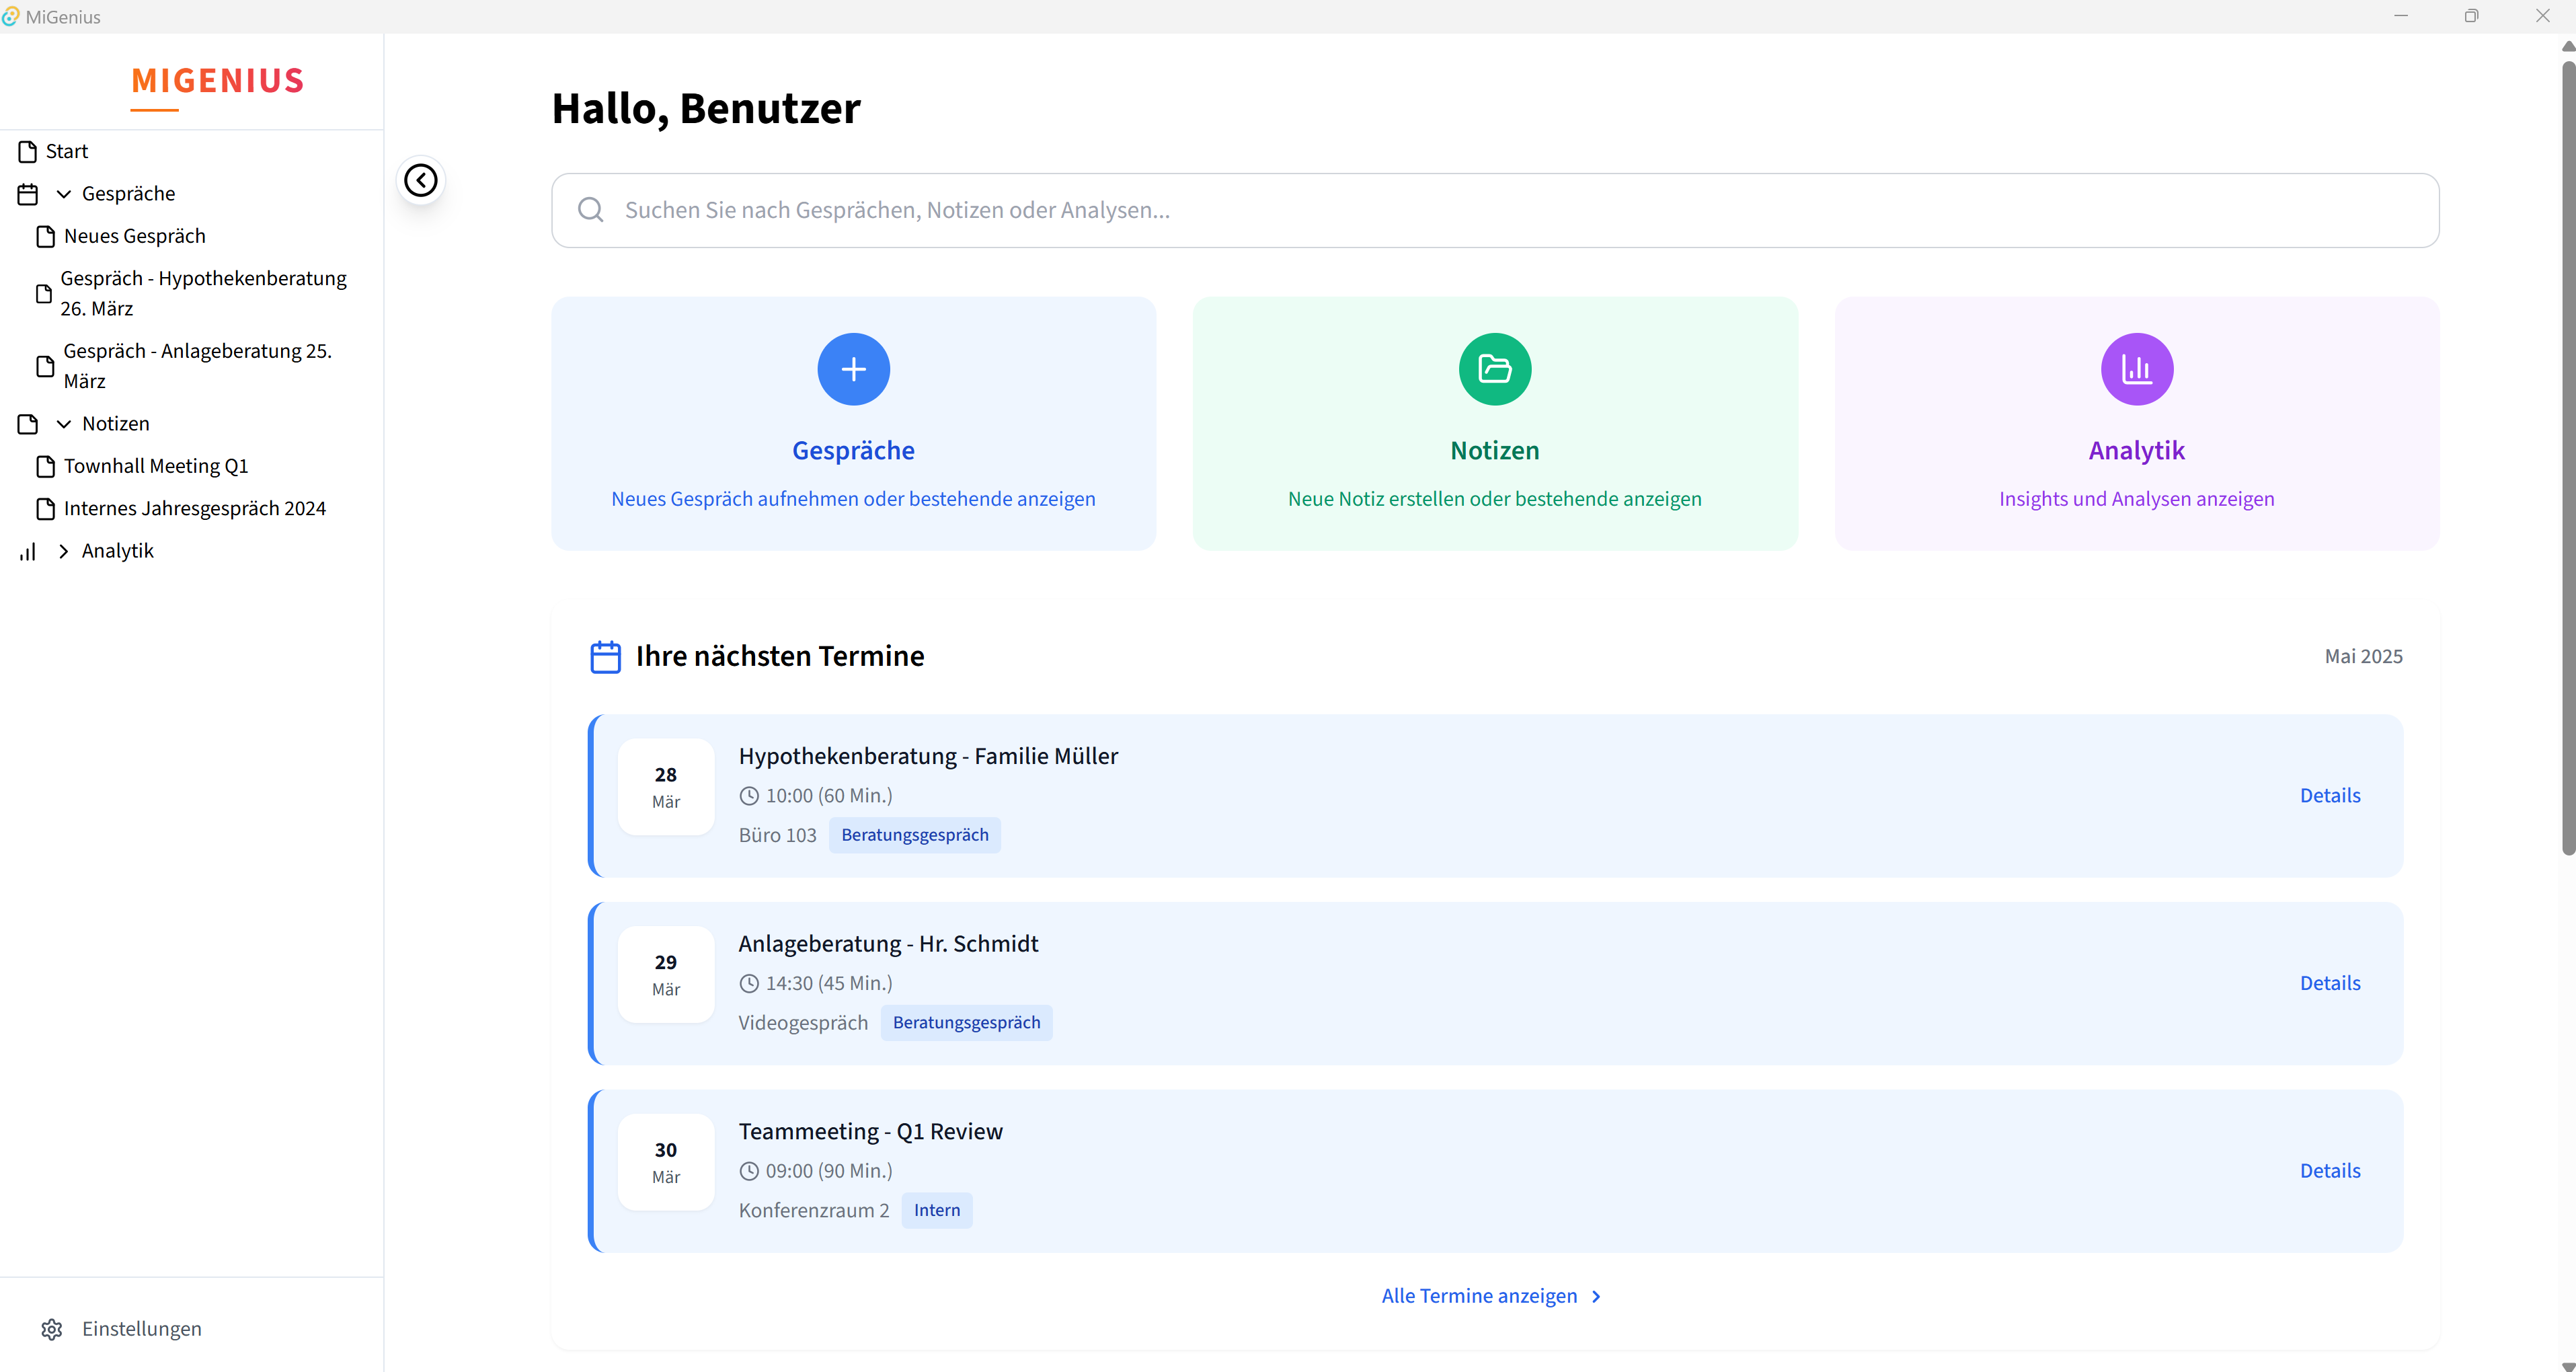 MiGenius
MIGENIUS
Start
Gespräche
Neues Gespräch
Gespräch - Hypothekenberatung
26. März
Gespräch - Anlageberatung 25.
März
Notizen
Townhall Meeting Q1
Internes Jahresgespräch 2024
Analytik
Einstellungen
Hallo, Benutzer
Suchen Sie nach Gesprächen, Notizen oder Analysen...
Gespräche
Neues Gespräch aufnehmen oder bestehende anzeigen
Notizen
Neue Notiz erstellen oder bestehende anzeigen
Analytik
Insights und Analysen anzeigen
Ihre nächsten Termine
Mai 2025
28
Mär
Hypothekenberatung - Familie Müller
10:00 (60 Min.)
Büro 103 Beratungsgespräch
Details
29
Mär
Anlageberatung - Hr. Schmidt
14:30 (45 Min.)
Videogespräch Beratungsgespräch
Details
30
Mär
Teammeeting - Q1 Review
09:00 (90 Min.)
Konferenzraum 2 Intern
Details
Alle Termine anzeigen